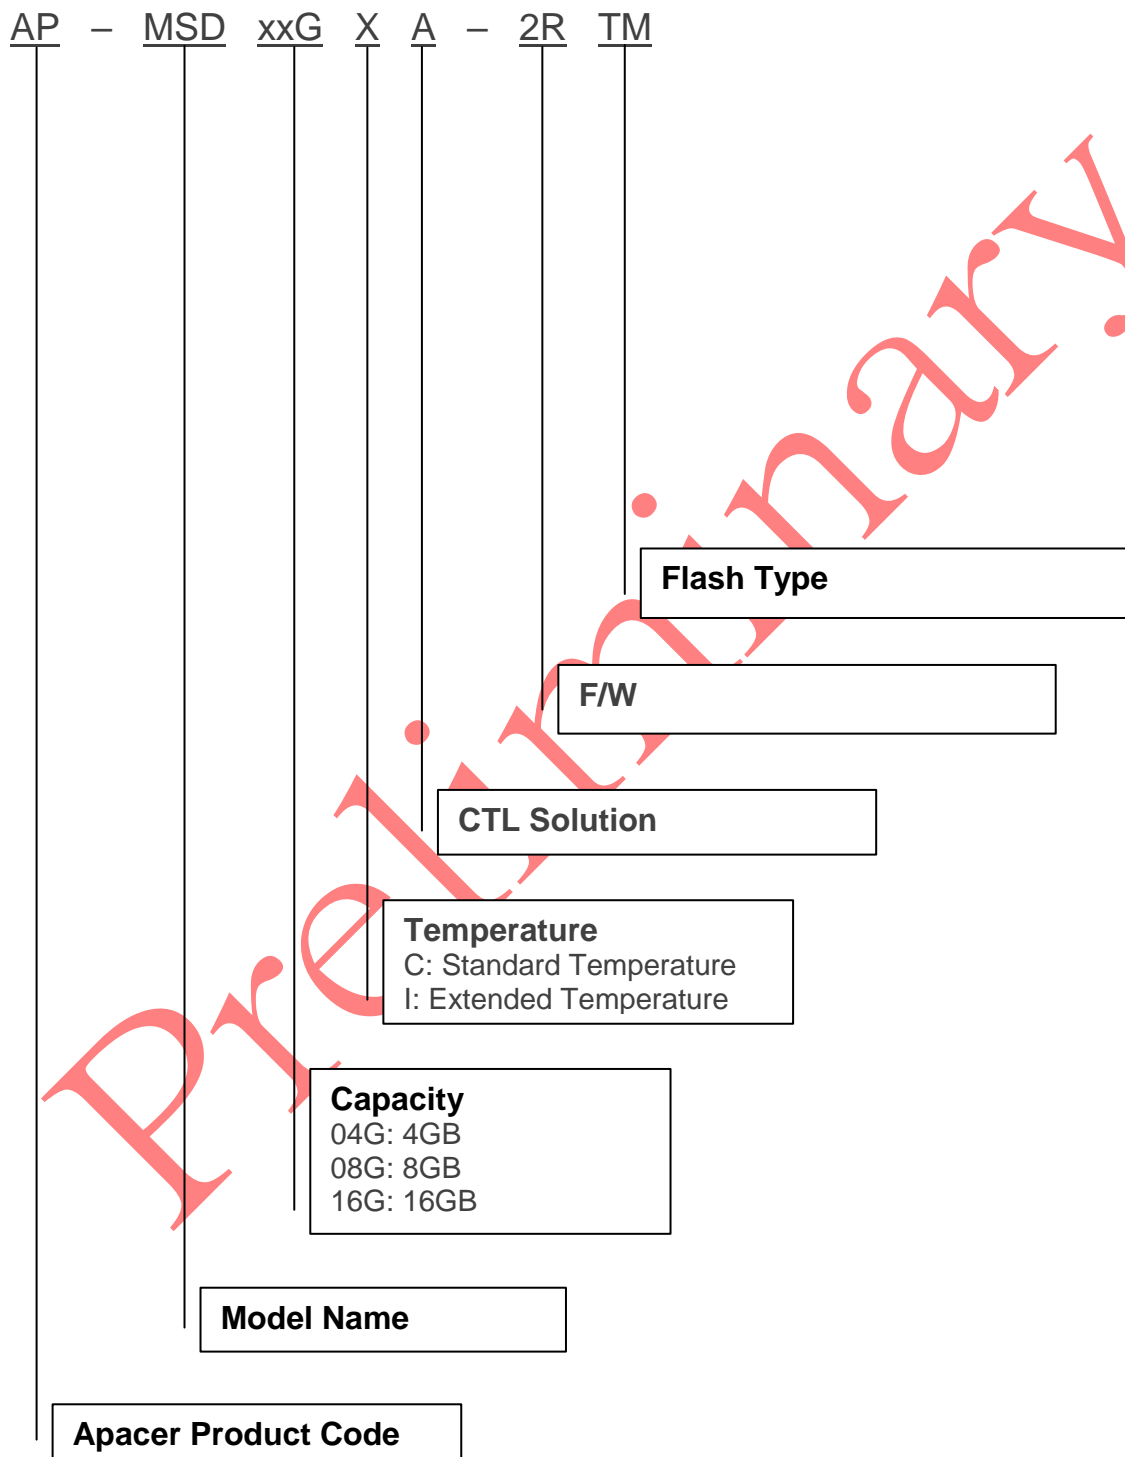 AP – MSD xxG X A – 2R TM
Preliminary
Flash Type
F/W
CTL Solution
Temperature
C: Standard Temperature
I: Extended Temperature
Capacity
04G: 4GB
08G: 8GB
16G: 16GB
Model Name
Apacer Product Code